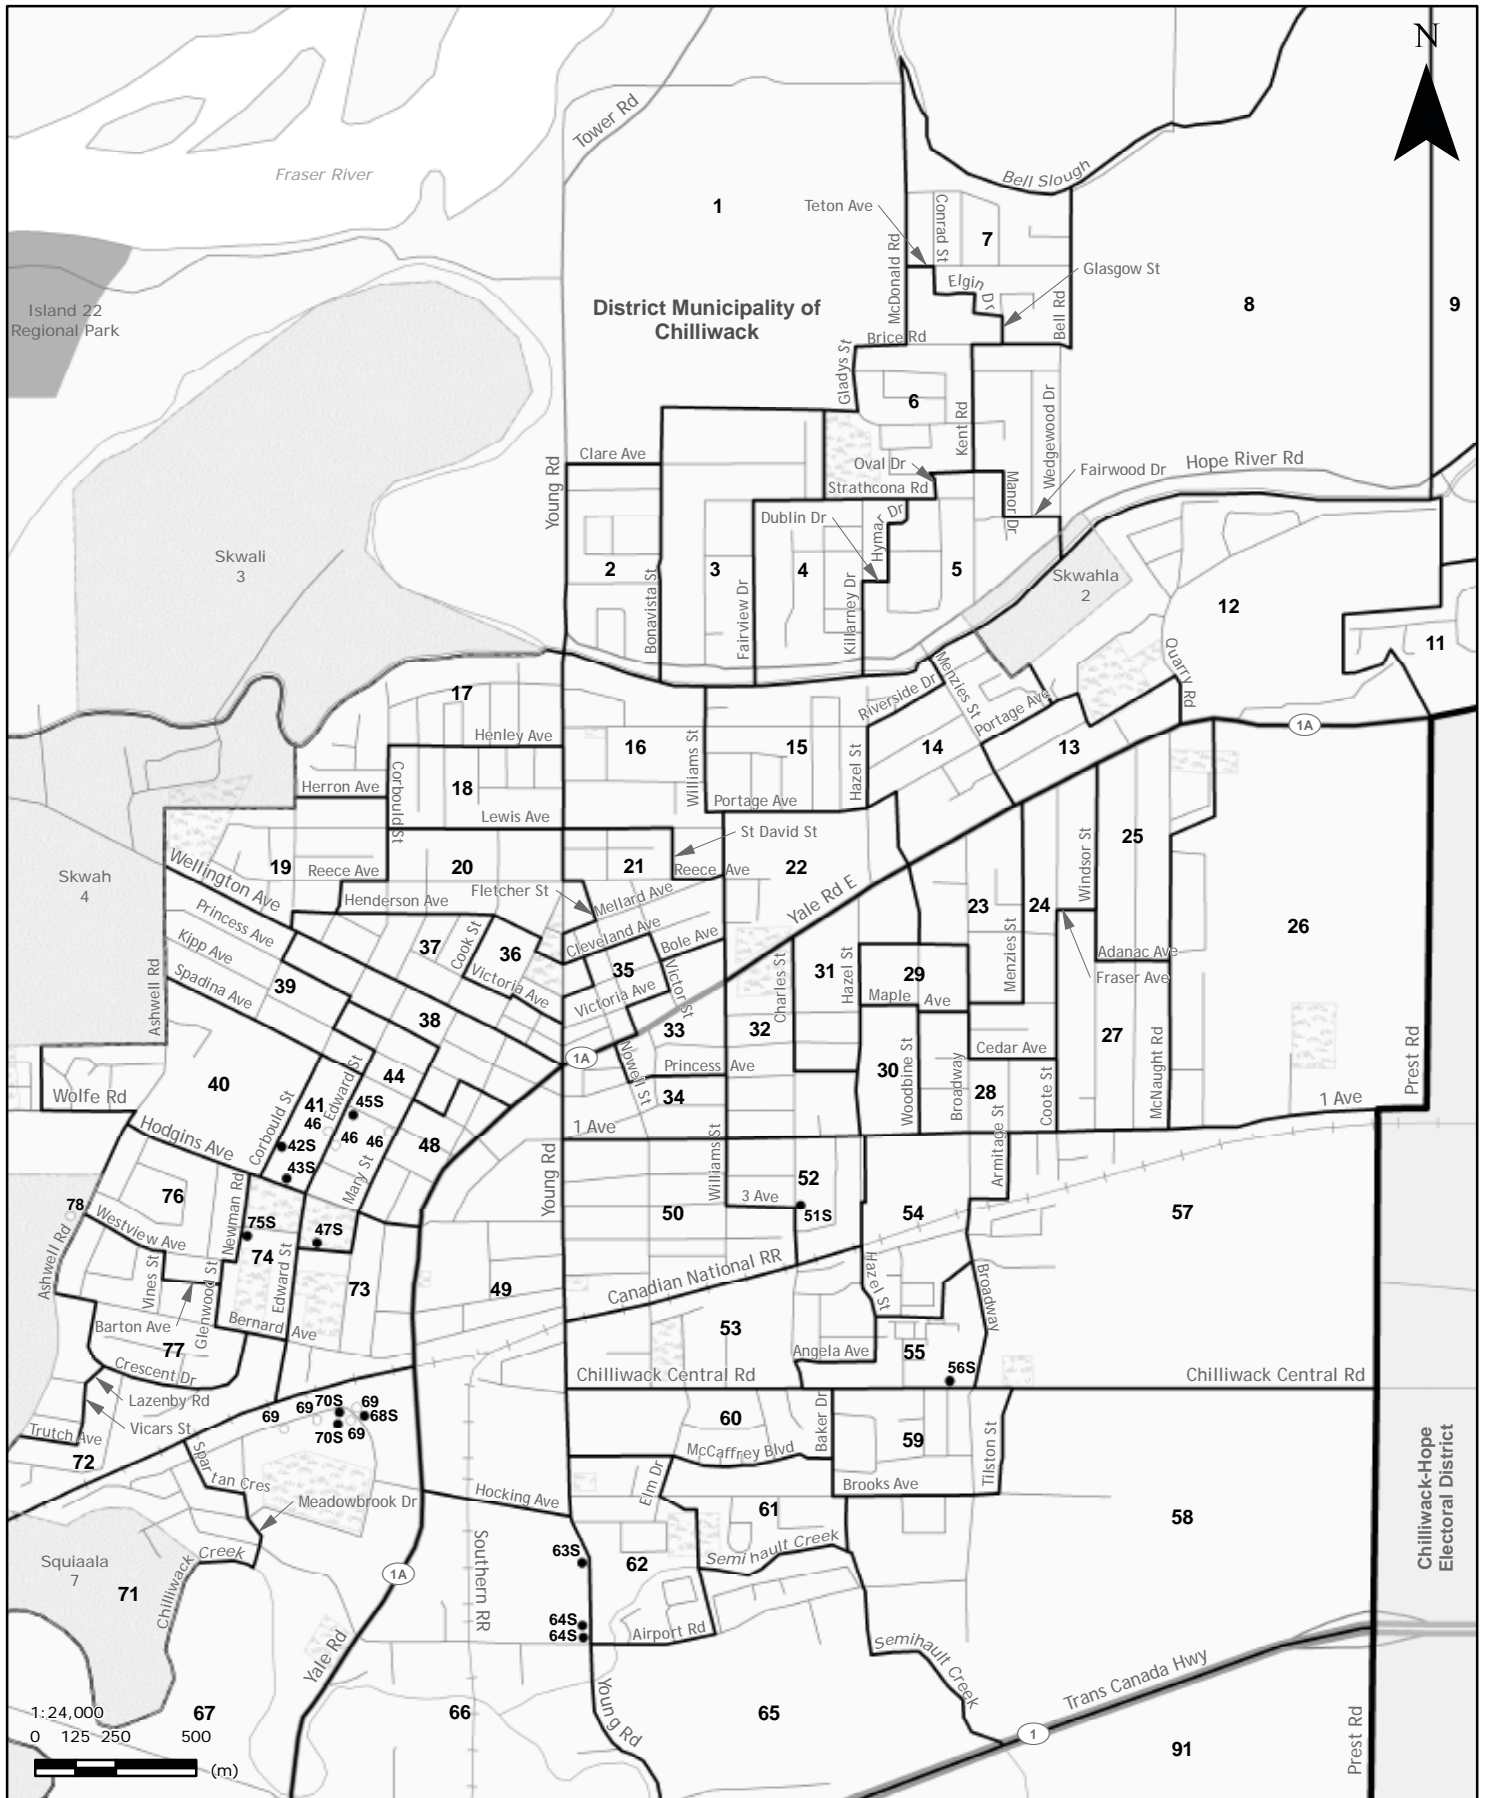 N
Tower Rd
Fraser River
Bell Slough
1
Teton Ave
Conrad St
7
McDonald Rd
Glasgow St
Elgin Dr
Island 22
Regional Park
District Municipality of
Chilliwack
8
9
Bell Rd
Brice Rd
Gladys St
6
Kent Rd
Wedgewood Dr
Clare Ave
Oval Dr
Fairwood Dr
Hope River Rd
Strathcona Rd
Manor Dr
Young Rd
Dublin Dr
Hymar Dr
Skwali
3
2
3
4
5
Skwahla
2
12
Bonavista St
Fairview Dr
Killarney Dr
11
Quarry Rd
Menzies St
17
Riverside Dr
Portage Ave
1A
Henley Ave
16
Williams St
15
Hazel St
14
13
Herron Ave
Corbould St
18
Portage Ave
Lewis Ave
St David St
Windsor St
25
19
Reece Ave
20
21
Reece Ave
22
Wellington Ave
Skwah
4
Fletcher St
Mellard Ave
Henderson Ave
Yale Rd E
23
24
Princess Ave
Cleveland Ave
26
Kipp Ave
37
Cook St
36
Bole Ave
Adanac Ave
Spadina Ave
39
Victoria Ave
35
Victor St
Charles St
31
Hazel St
29
Menzies St
Fraser Ave
Ashwell Rd
Victoria Ave
Maple Ave
38
33
32
27
1A
Nowell St
Cedar Ave
McNaught Rd
Prest Rd
Princess Ave
40
44
30
Woodbine St
Broadway
28
Coote St
Wolfe Rd
41
Edward St
45S
34
1 Ave
Armitage St
46
46
46
48
1 Ave
Hodgins Ave
Corbould St
42S
43S
Mary St
Young Rd
Williams St
52
76
Newman Rd
3 Ave
78
75S
47S
50
51S
54
57
Westview Ave
74
Ashwell Rd
Vines St
Glenwood St
Edward St
73
49
Canadian National RR
Hazel St
Broadway
Barton Ave
Bernard Ave
53
77
Angela Ave
55
Crescent Dr
56S
Chilliwack Central Rd
Chilliwack Central Rd
Lazenby Rd
70S
69
69
69
68S
Vicars St
70S
69
60
Baker Dr
59
Tilston St
Trutch Ave
72
McCaffrey Blvd
Spartan Cres
Elm Dr
Brooks Ave
Hocking Ave
Meadowbrook Dr
61
58
Chilliwack-Hope
Electoral District
Semihault Creek
Squiaala
7
Creek
63S
62
71
Chilliwack
1A
Southern RR
64S
64S
Airport Rd
Semihault Creek
Yale Rd
Trans Canada Hwy
67
66
Young Rd
65
1
91
Prest Rd
1:24,000
0 125 250 500
(m)